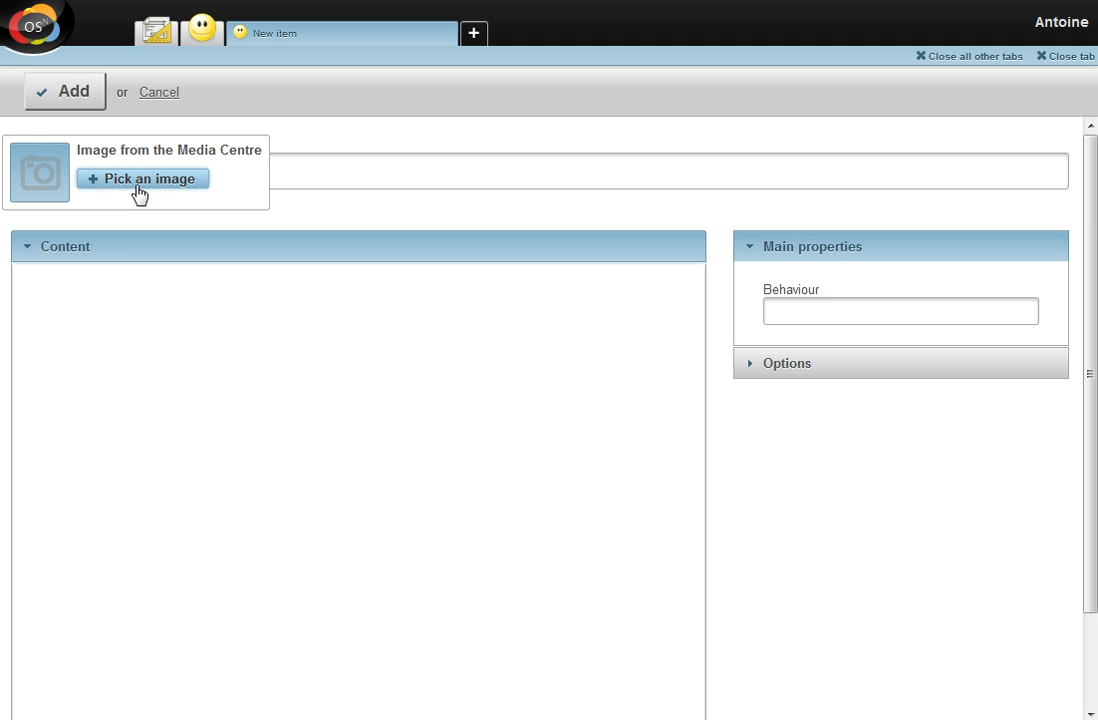 OS
New item
+
Antoine
Close all other tabs
Close tab
Add
or
Cancel
Image from the Media Centre
+ Pick an image
Content
Main properties
Behaviour
Options